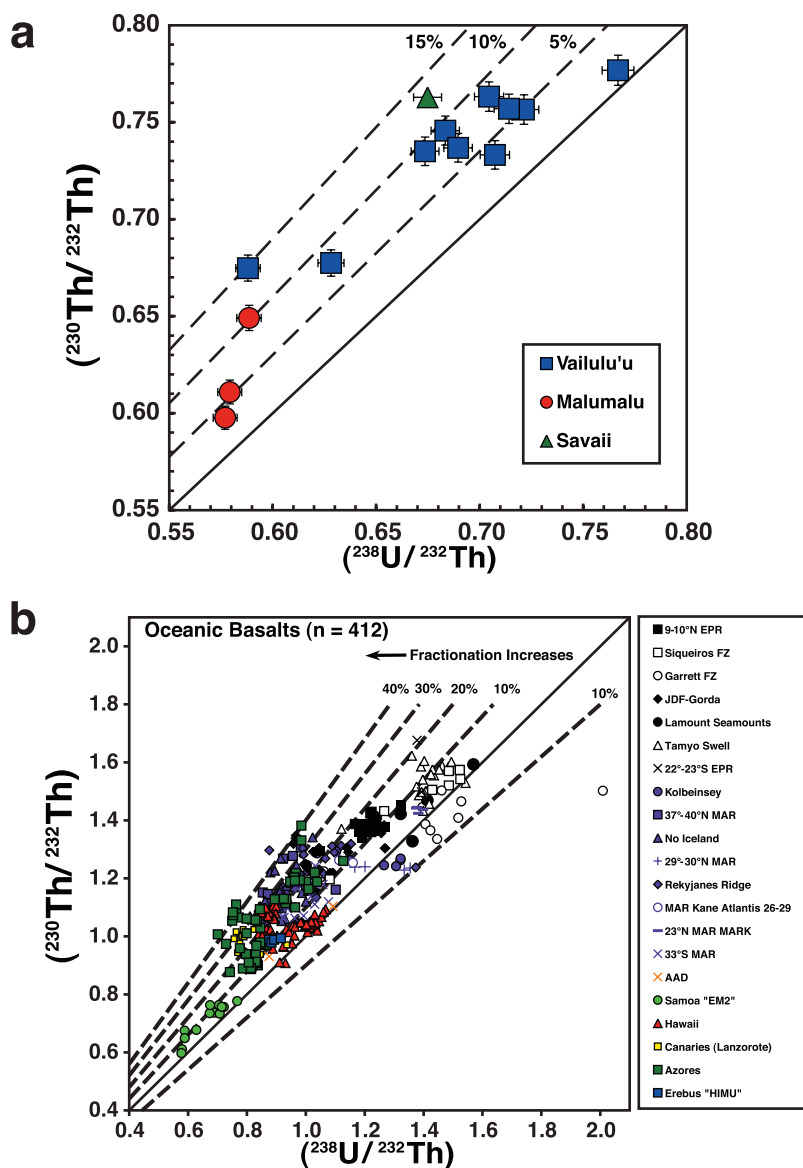 a
15% 10% 5%
0.80
0.75
0.70
0.65
0.60
0.55
(230Th/232Th)
Vailulu'u
Malumalu
Savaii
0.55 0.60 0.65 0.70 0.75 0.80
(238U/232Th)
b
Oceanic Basalts (n = 412)
Fractionation Increases
40% 30% 20% 10% 10%
2.0
1.8
1.6
1.4
1.2
1.0
0.8
0.6
0.4
(230Th/232Th)
0.4 0.6 0.8 1.0 1.2 1.4 1.6 1.8 2.0
(238U/232Th)
9-10°N EPR
Siqueiros FZ
Garrett FZ
JDF-Gorda
Lamount Seamounts
Tamyo Swell
22°-23°S EPR
Kolbeinsey
37°-40°N MAR
No Iceland
29°-30°N MAR
Rekyjanes Ridge
MAR Kane Atlantis 26-29
23°N MAR MARK
33°S MAR
AAD
Samoa "EM2"
Hawaii
Canaries (Lanzorote)
Azores
Erebus "HIMU"